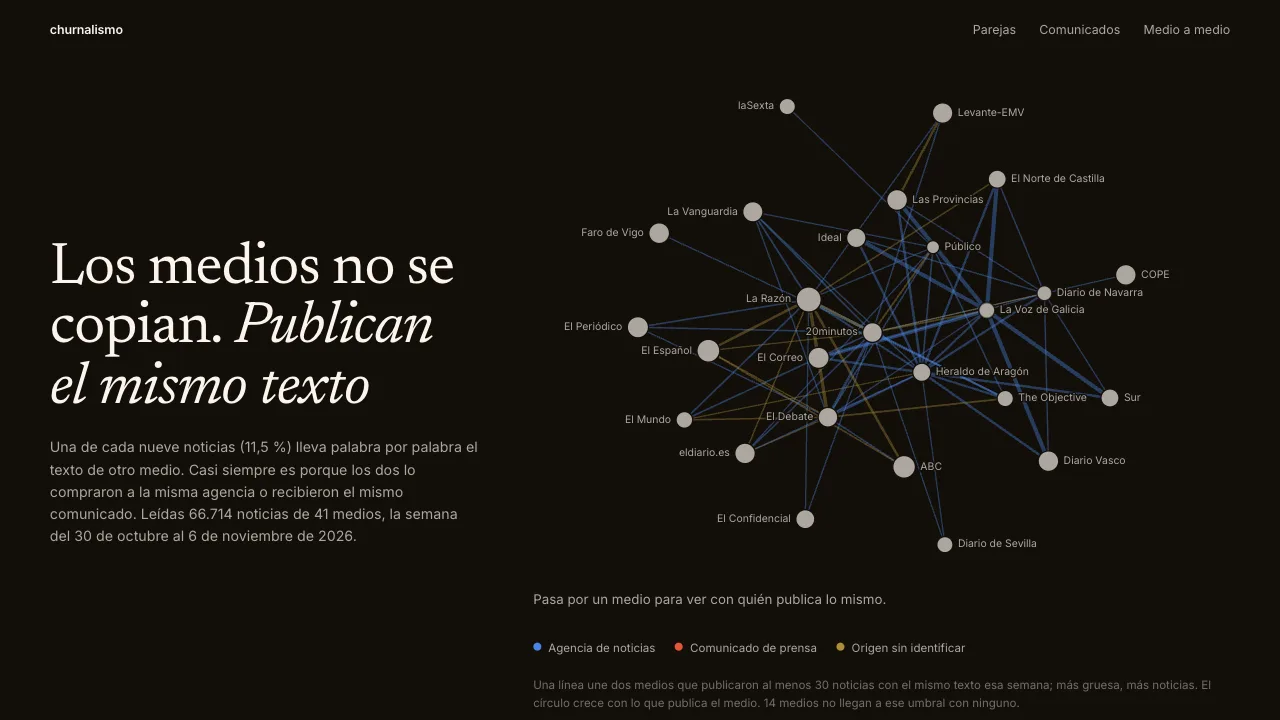 churnalismo
Parejas
Comunicados
Medio a medio
Los medios no se
copian. Publican
el mismo texto
Una de cada nueve noticias (11,5 %) lleva palabra por palabra el
texto de otro medio. Casi siempre es porque los dos lo
compraron a la misma agencia o recibieron el mismo
comunicado. Leídas 66.714 noticias de 41 medios, la semana
del 30 de octubre al 6 de noviembre de 2026.
laSexta
Levante-EMV
El Norte de Castilla
Las Provincias
La Vanguardia
Faro de Vigo
Ideal
Público
COPE
Diario de Navarra
La Razón
La Voz de Galicia
El Periódico
20minutos
El Español
El Correo
Heraldo de Aragón
The Objective
Sur
El Mundo
El Debate
eldiario.es
Diario Vasco
ABC
El Confidencial
Diario de Sevilla
Pasa por un medio para ver con quién publica lo mismo.
Agencia de noticias
Comunicado de prensa
Origen sin identificar
Una línea une dos medios que publicaron al menos 30 noticias con el mismo texto esa semana; más gruesa, más noticias. El
círculo crece con lo que publica el medio. 14 medios no llegan a ese umbral con ninguno.